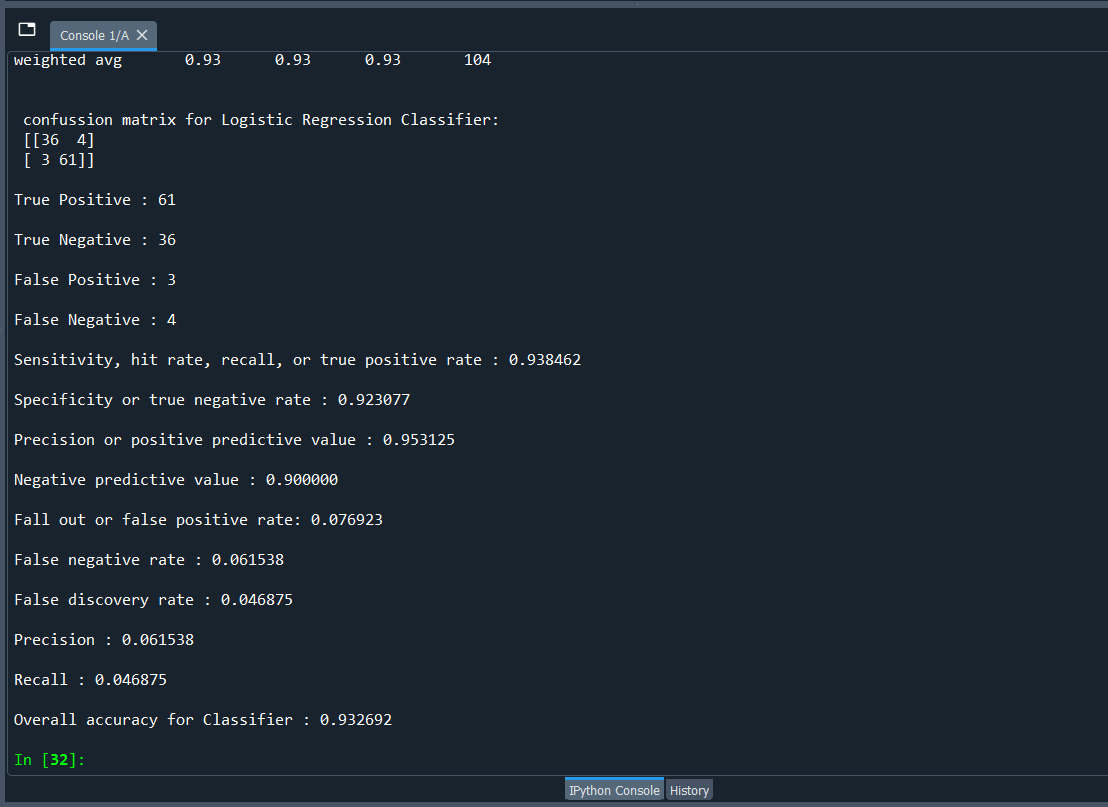 Console 1/A
weighted avg 0.93 0.93 0.93 104
confussion matrix for Logistic Regression Classifier:
[[36 4]
[ 3 61]]
True Positive : 61
True Negative : 36
False Positive : 3
False Negative : 4
Sensitivity, hit rate, recall, or true positive rate : 0.938462
Specificity or true negative rate : 0.923077
Precision or positive predictive value : 0.953125
Negative predictive value : 0.900000
Fall out or false positive rate: 0.076923
False negative rate : 0.061538
False discovery rate : 0.046875
Precision : 0.061538
Recall : 0.046875
Overall accuracy for Classifier : 0.932692
In [32]:
IPython Console History